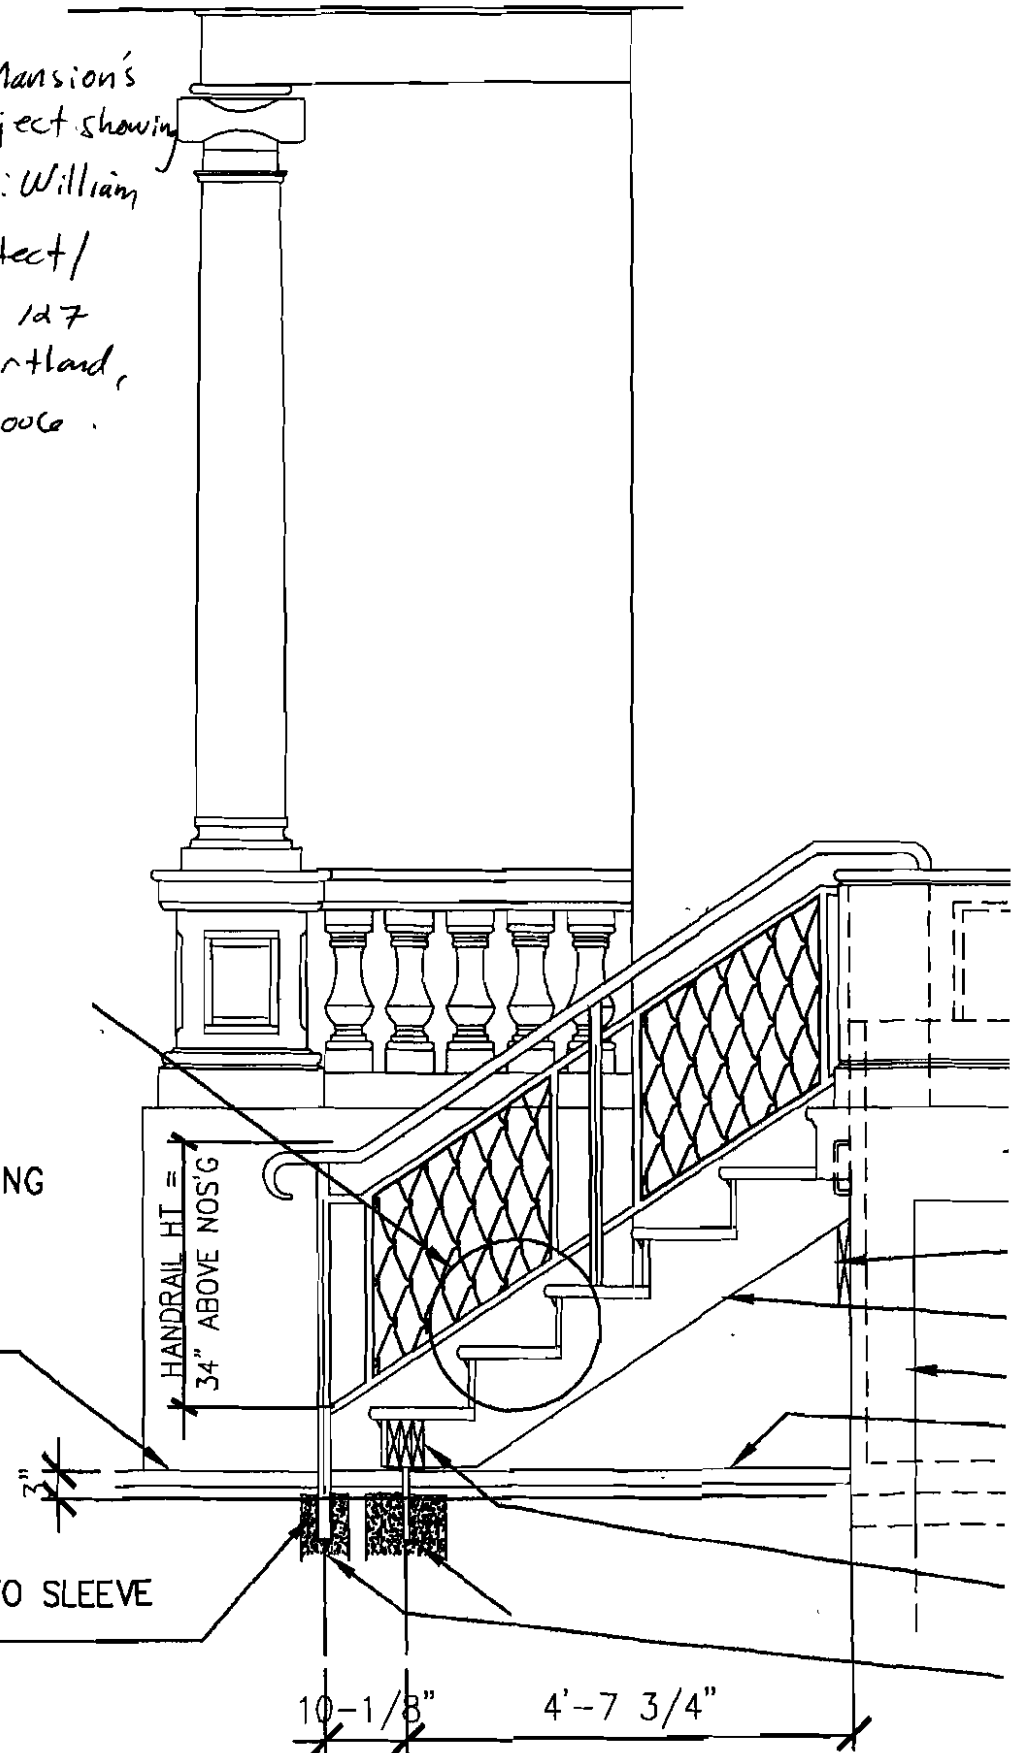 Mansion's
ject showing
: William
tect/
127
rtland,
NG
HANDRAIL HT =
34" ABOVE NOS'G
3"
TO SLEEVE
10-1/8"
4'-7 3/4"